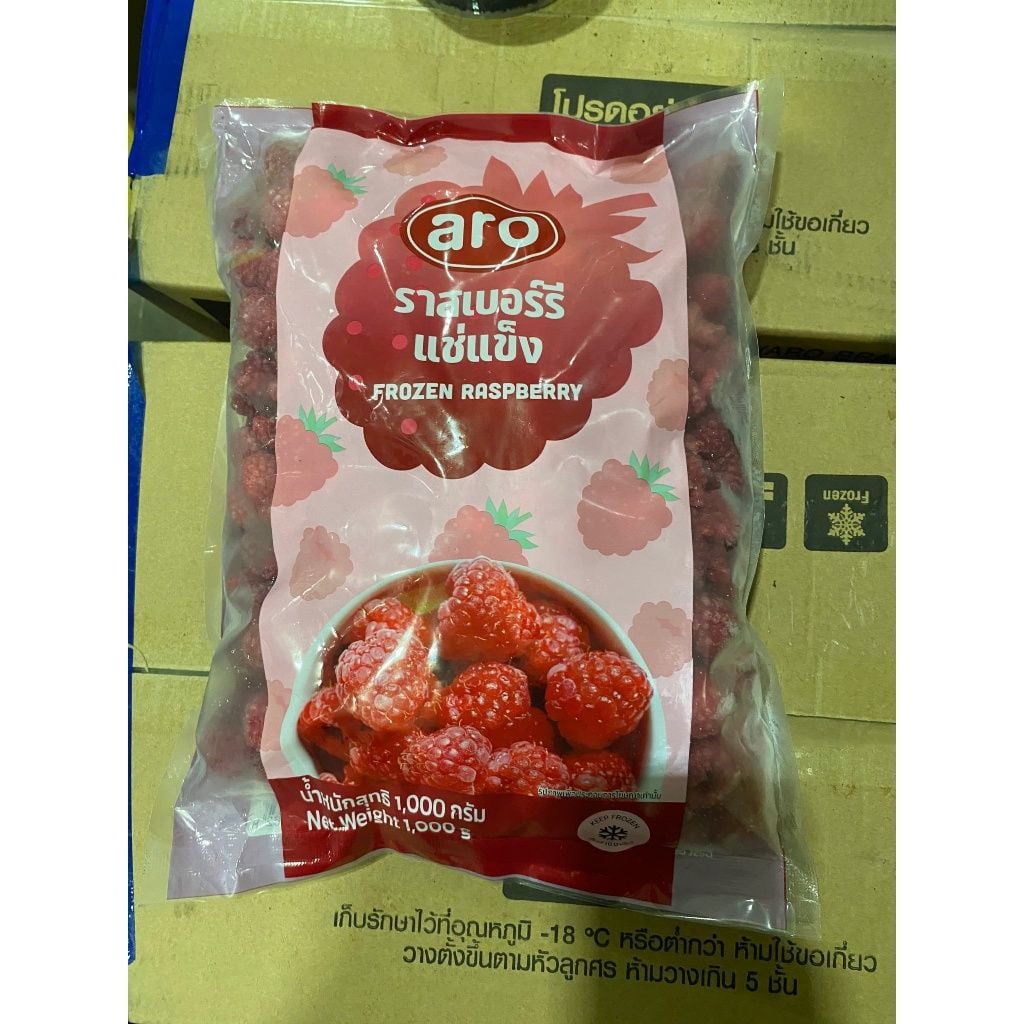 โปรดอย่
aro
ราสเบอร์รี
แช่แข็ง
FROZEN RASPBERRY
มใช้ขอเกี่ยว
ชั้น
Frozen
น้ำหนักสุทธิ 1,000 กรัม
Net Weight 1,000 g
KEEP FROZEN
เก็บรักษาไว้ที่อุณหภูมิ -18 °C หรือต่ำกว่า ห้ามใช้ขอเกี่ยว
วางตั้งขึ้นตามหัวลูกศร ห้ามวางเกิน 5 ชั้น